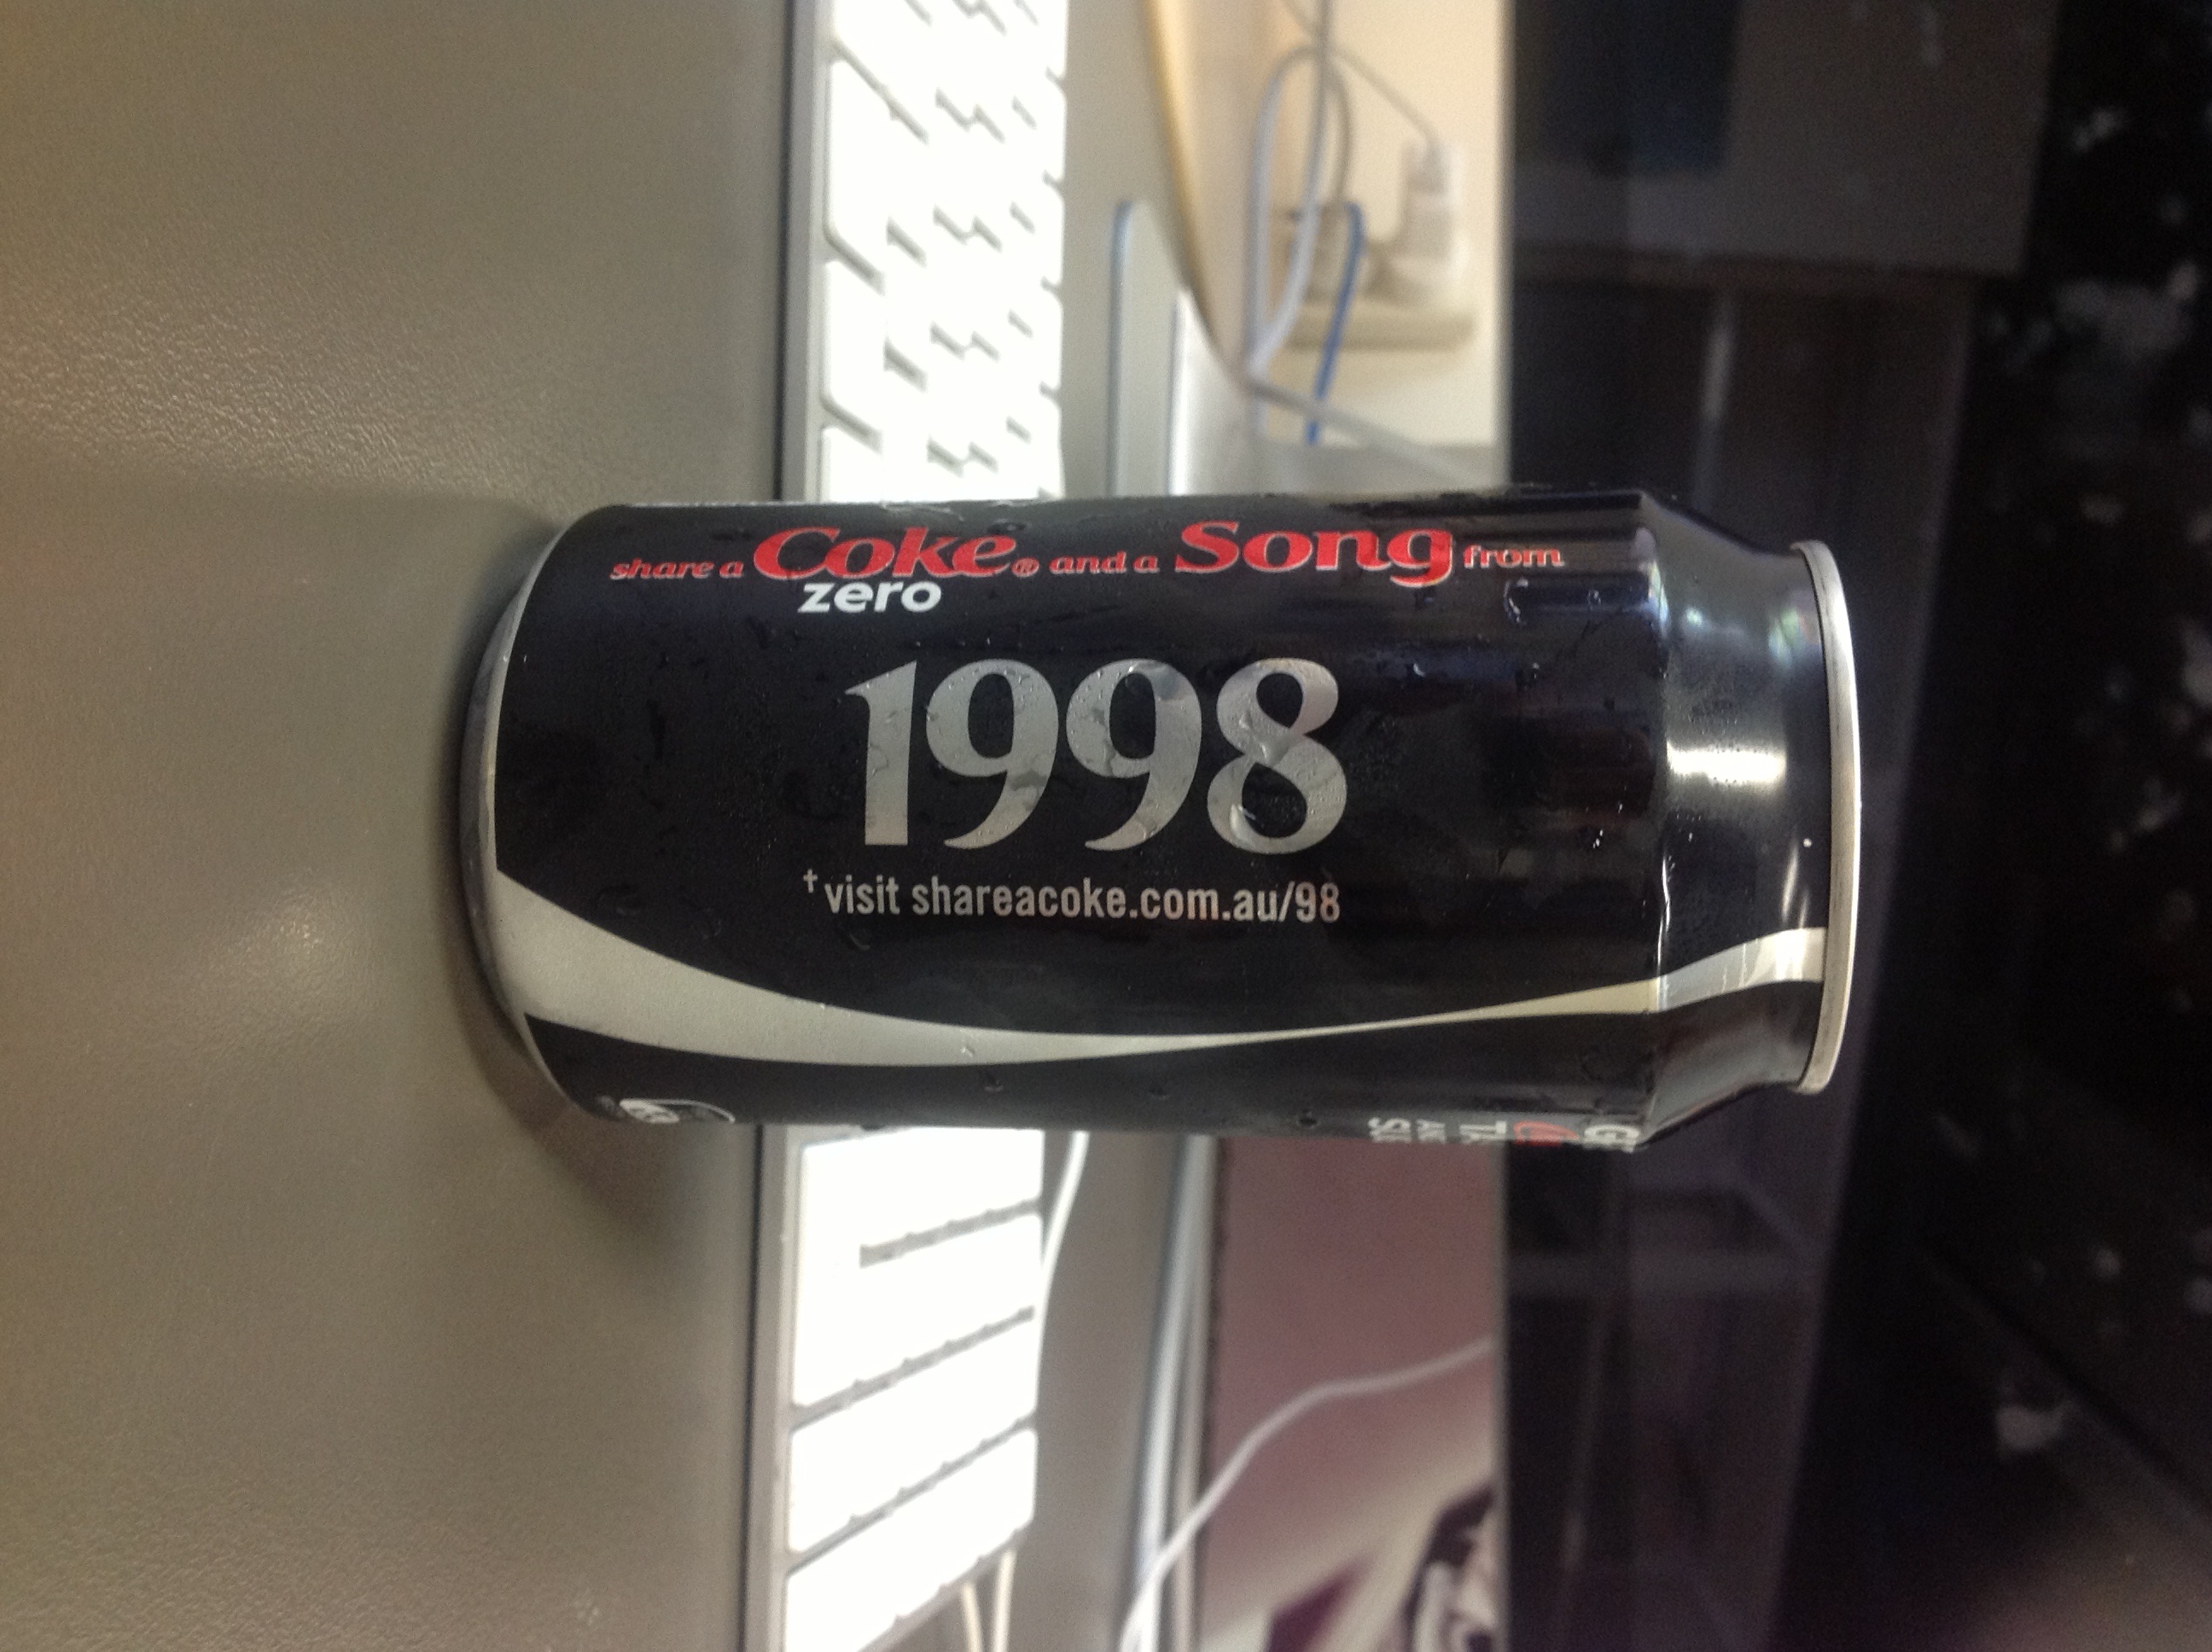 share a Coke® and a Song from
zero
1998
†visit shareacoke.com.au/98